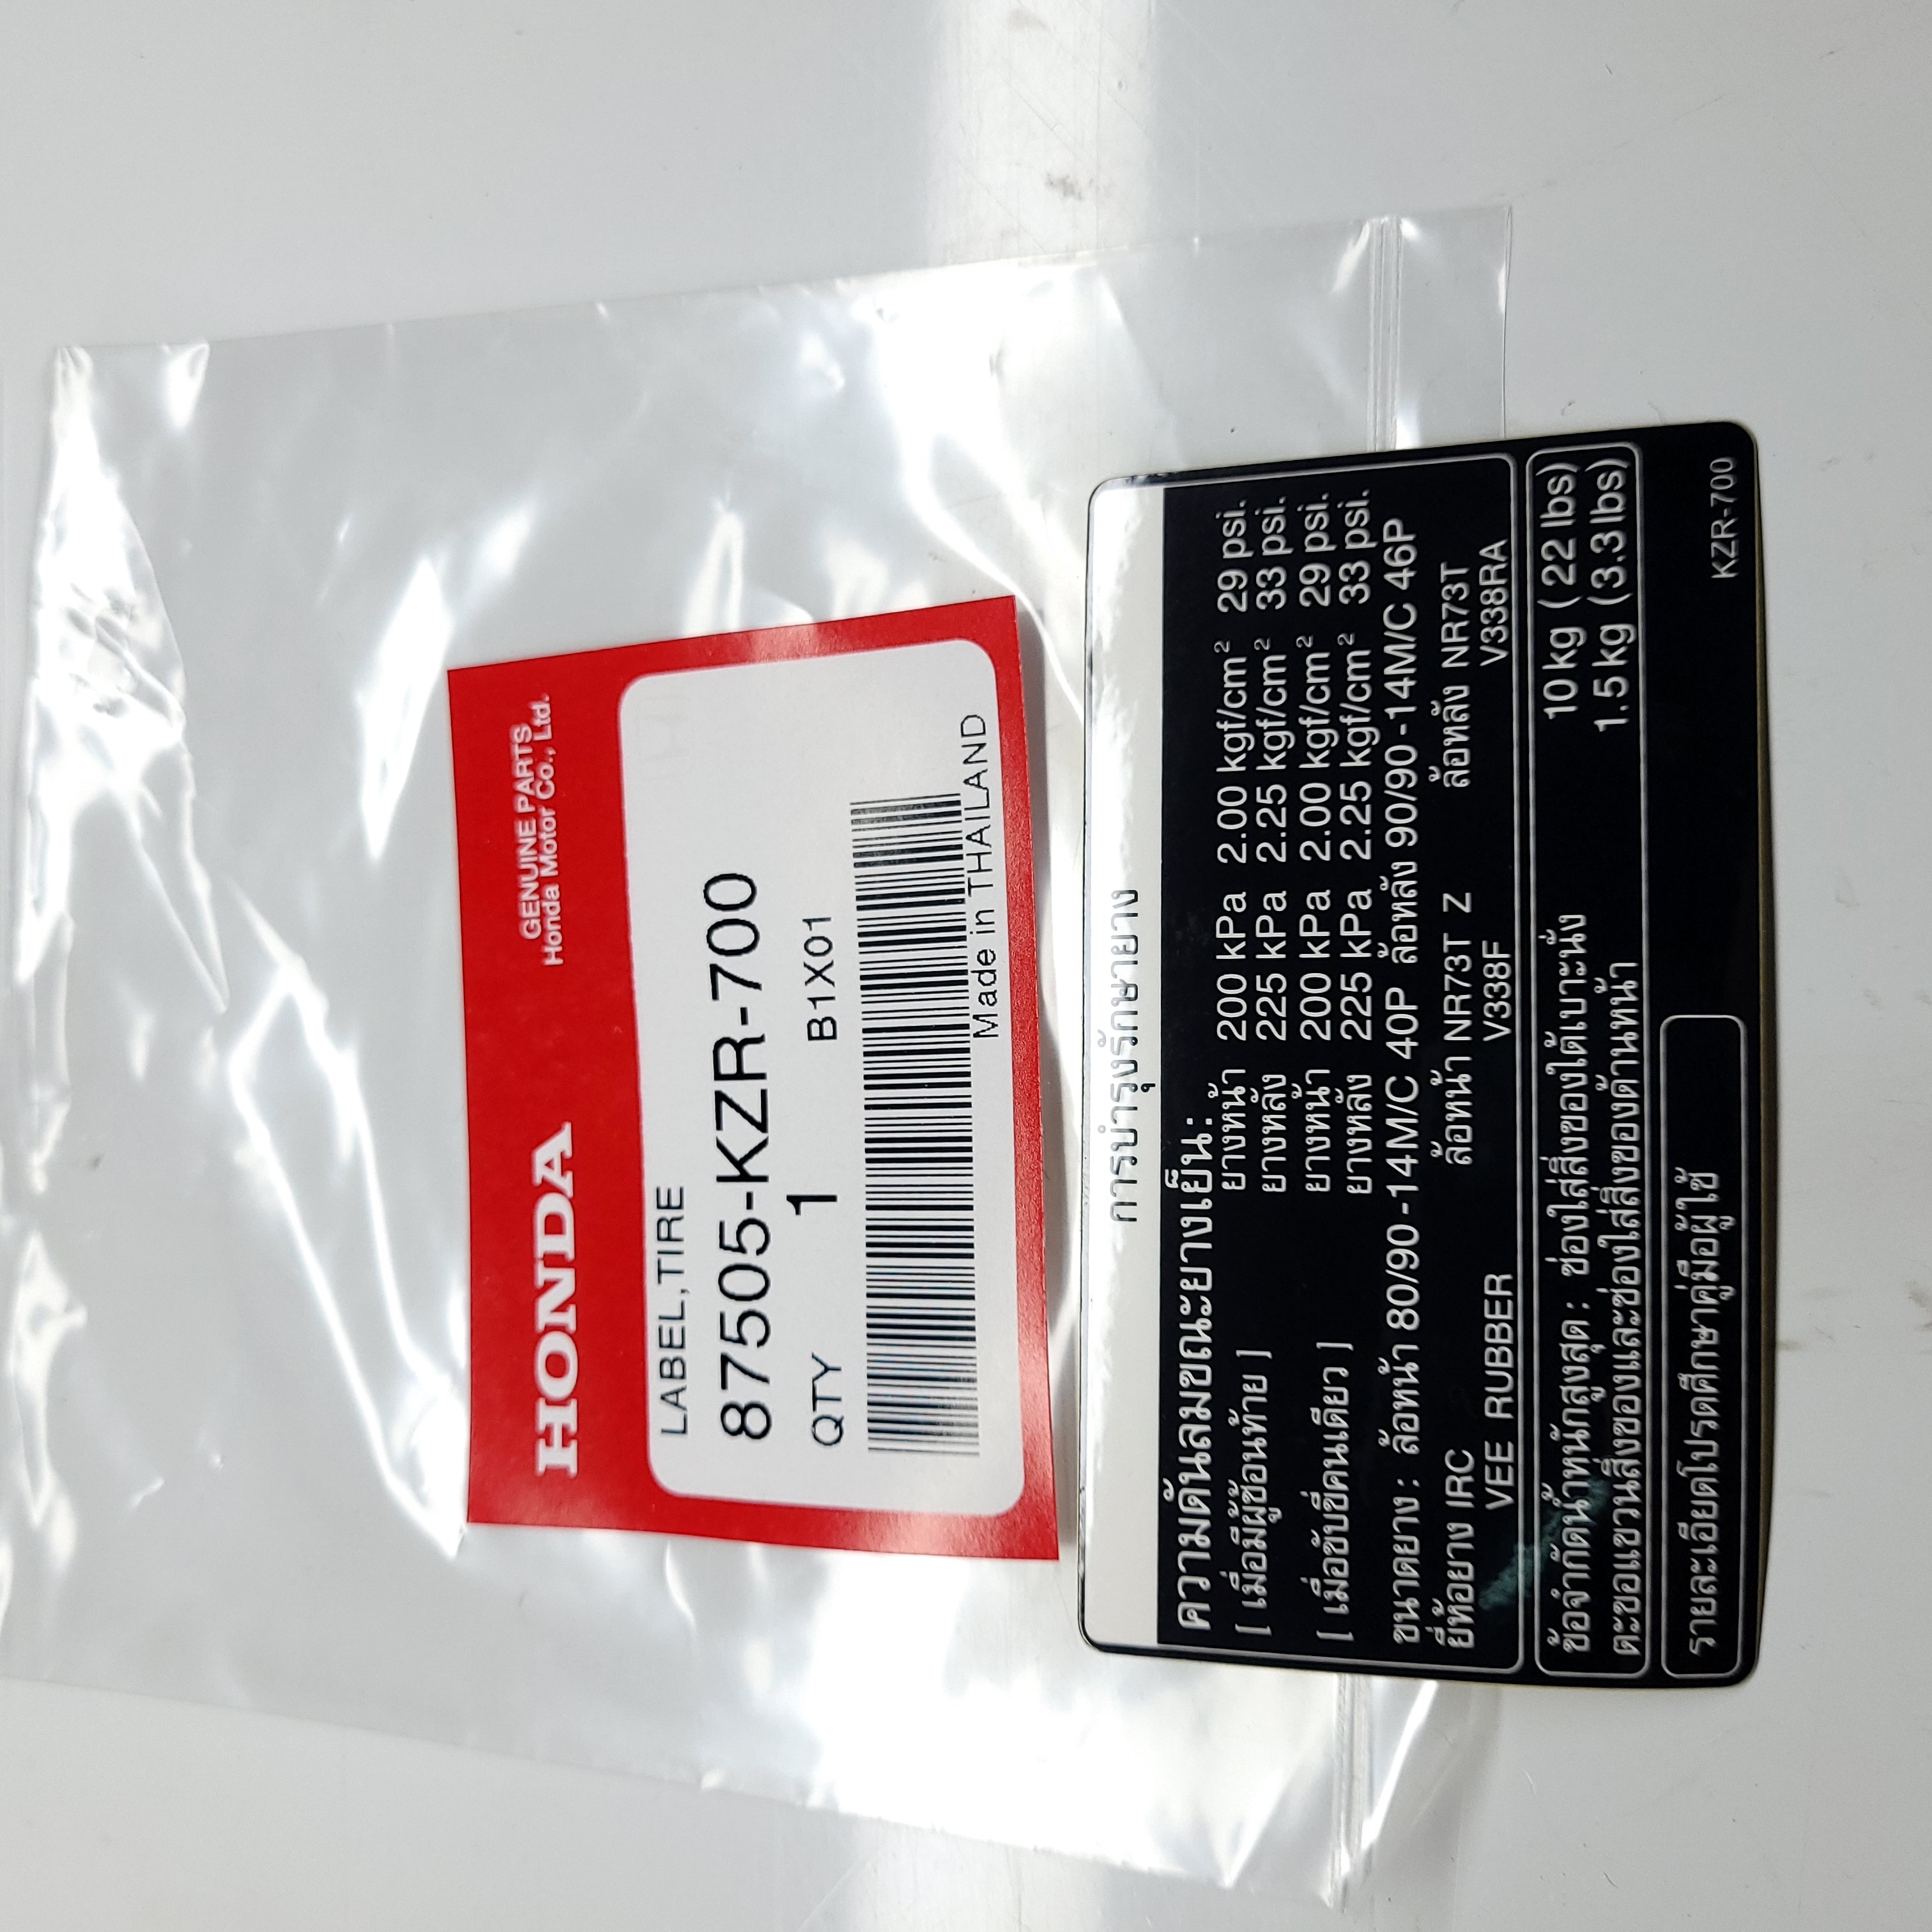 HONDA
GENUINE PARTS
Honda Motor Co., Ltd.
LABEL,TIRE
87505-KZR-700
QTY 1 B1X01
Made in THAILAND
การบำรุงรักษายาง
ความดันลมขณะยางเย็น:
[ เมื่อมีผู้ซ้อนท้าย ] ยางหน้า 200 kPa 2.00 kgf/cm² 29 psi.
ยางหลัง 225 kPa 2.25 kgf/cm² 33 psi.
[ เมื่อขับขี่คนเดียว ] ยางหน้า 200 kPa 2.00 kgf/cm² 29 psi.
ยางหลัง 225 kPa 2.25 kgf/cm² 33 psi.
ขนาดยาง : ล้อหน้า 80/90-14M/C 40P ล้อหลัง 90/90-14M/C 46P
ยี่ห้อยาง IRC ล้อหน้า NR73T Z ล้อหลัง NR73T
VEE RUBBER V338F V338RA
ข้อจำกัดน้ำหนักสูงสุด : ช่องใส่สิ่งของใต้เบาะนั่ง 10 kg ( 22 lbs)
ตะขอแขวนสิ่งของและช่องใส่สิ่งของด้านหน้า 1.5 kg (3.3 lbs)
รายละเอียดโปรดศึกษาคู่มือผู้ใช้
KZR-700